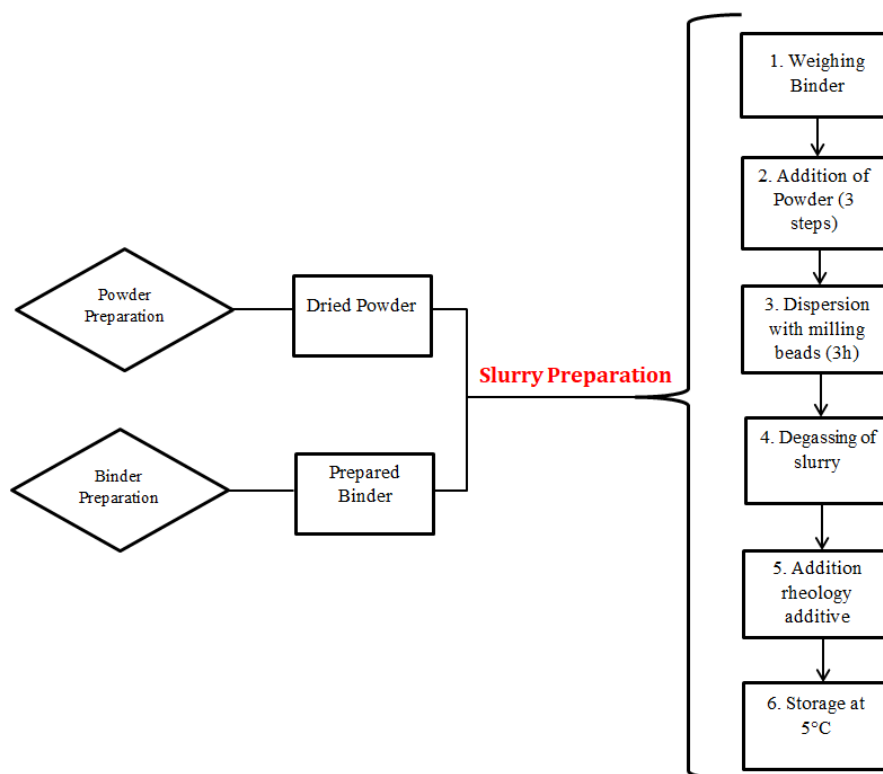 Powder
Preparation
Dried Powder
Binder
Preparation
Prepared
Binder
Slurry Preparation
1. Weighing
Binder
2. Addition of
Powder (3
steps)
3. Dispersion
with milling
beads (3h)
4. Degassing of
slurry
5. Addition
rheology
additive
6. Storage at
5°C